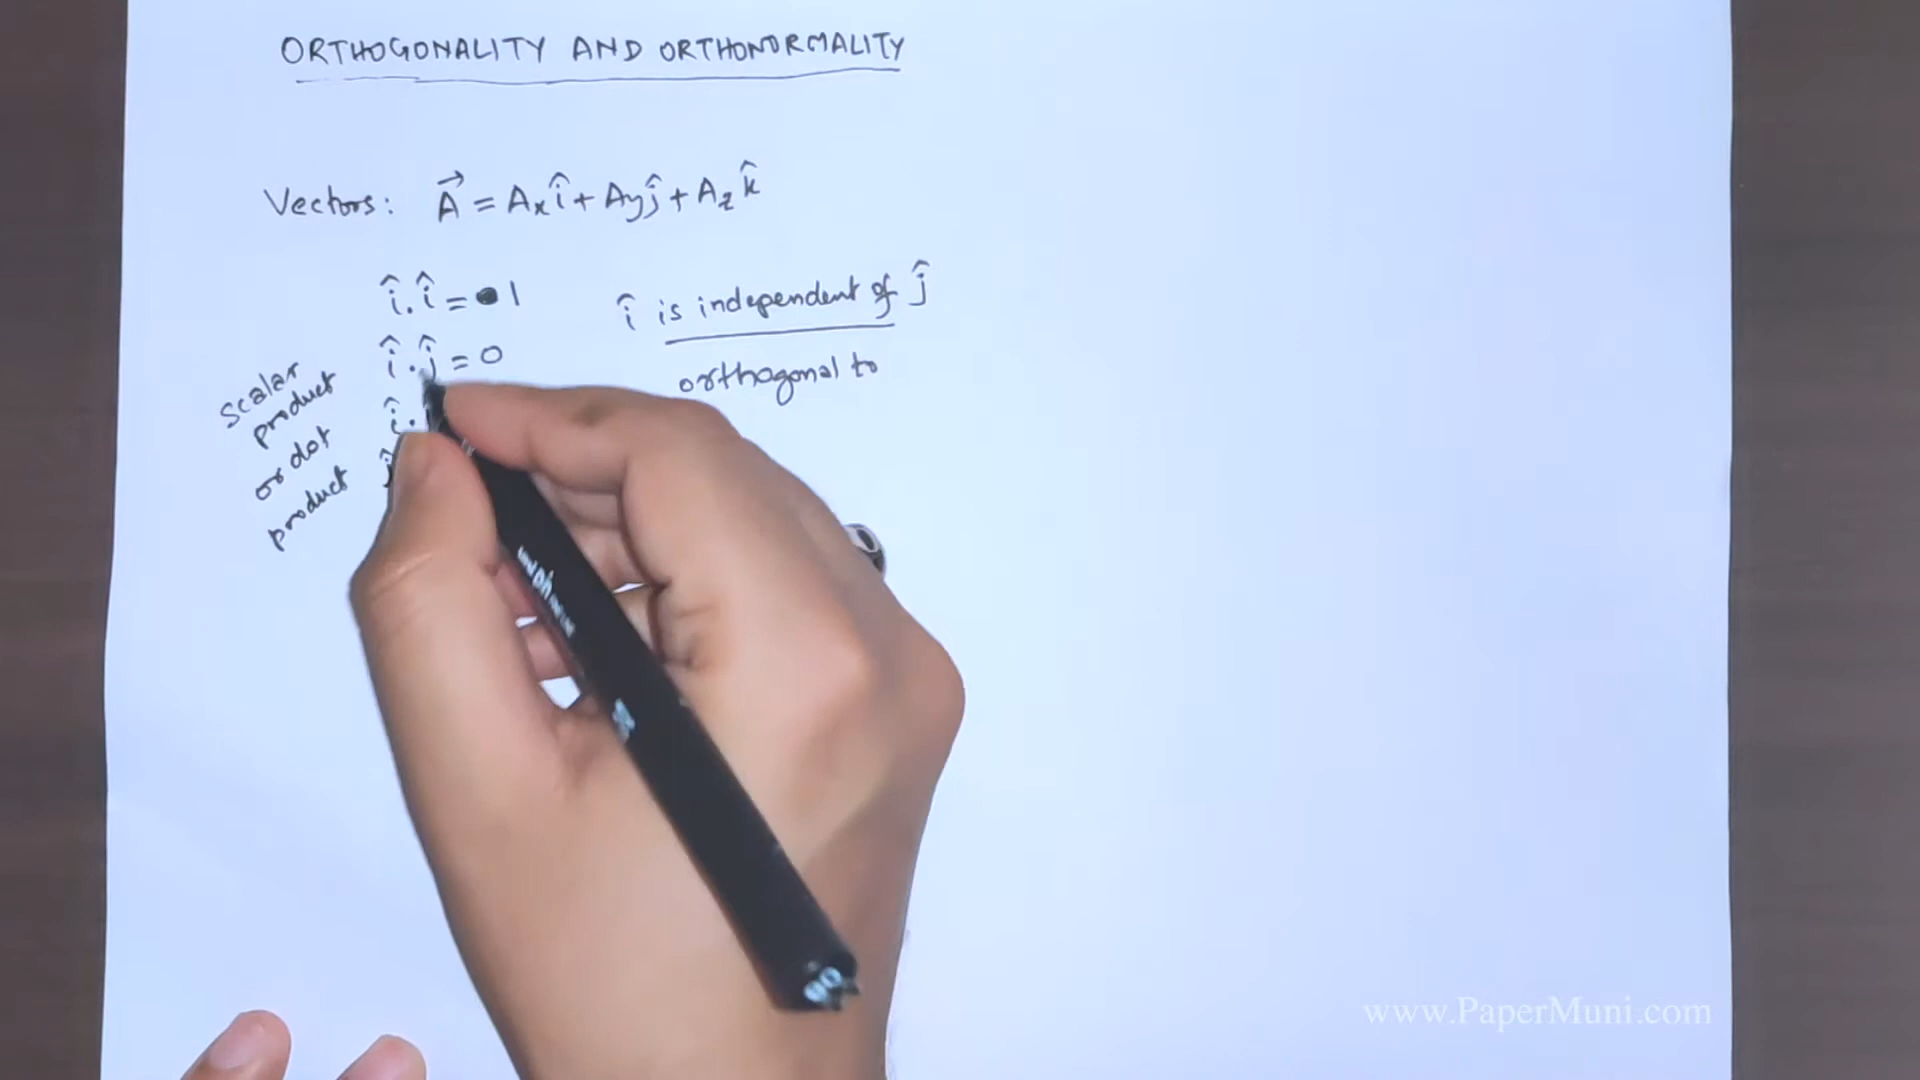 ORTHOGONALITY AND ORTHONORMALITY
Vectors: A⃗ = Axî + Ayĵ + Azk̂
î.î = 1
î is independent of ĵ
î.ĵ = 0
orthogonal to
scalar
product
or dot
product
î.
ĵ
www.PaperMuni.com